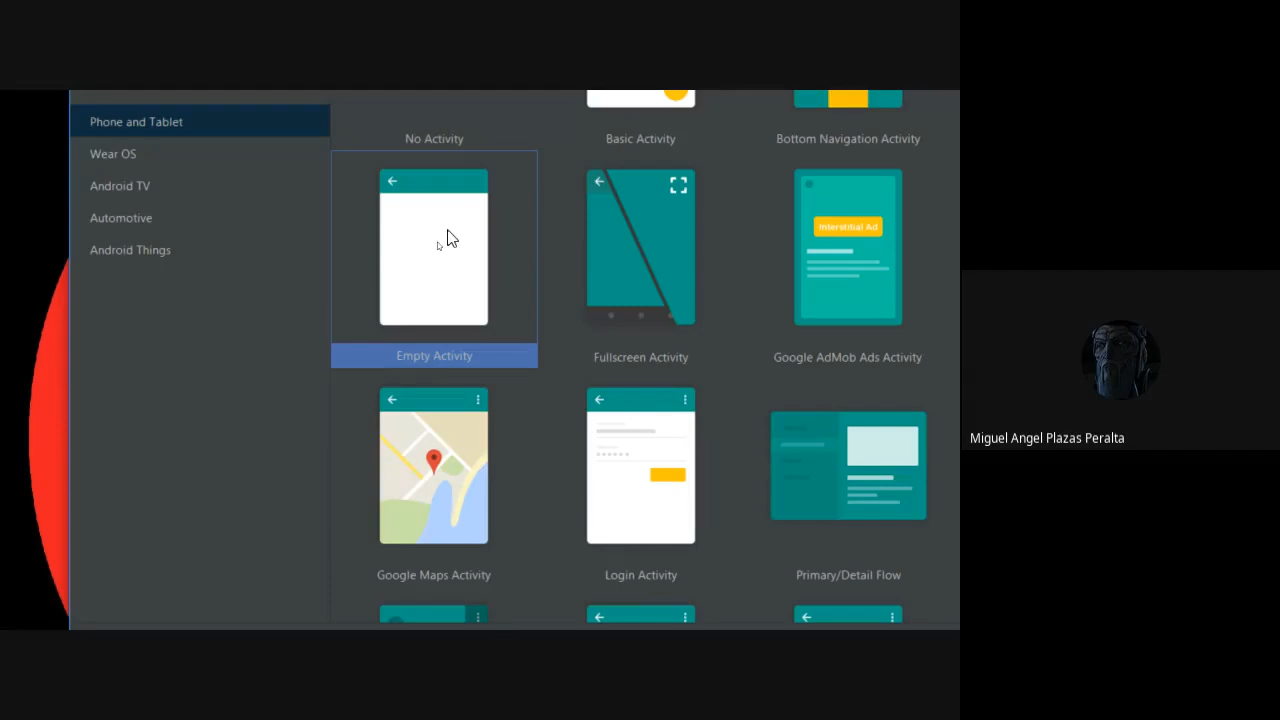 Phone and Tablet
Wear OS
Android TV
Automotive
Android Things
No Activity
Basic Activity
Bottom Navigation Activity
Interstitial Ad
Empty Activity
Fullscreen Activity
Google AdMob Ads Activity
Google Maps Activity
Login Activity
Primary/Detail Flow
Miguel Angel Plazas Peralta